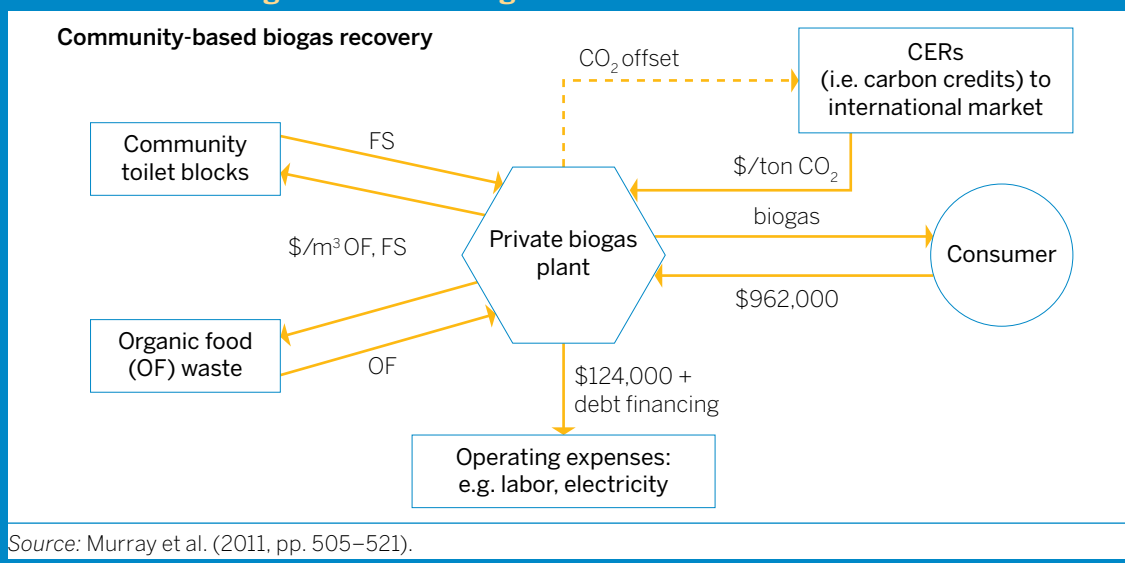 Community-based biogas recovery
CO₂ offset
CERs
(i.e. carbon credits) to
international market
Community
toilet blocks
FS
$/ton CO₂
biogas
$/m³ OF, FS
Private biogas
plant
Consumer
$962,000
Organic food
(OF) waste
OF
$124,000 +
debt financing
Operating expenses:
e.g. labor, electricity
Source: Murray et al. (2011, pp. 505–521).